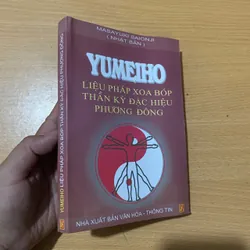 MASAYUKI SAIONJI
( NHẬT BẢN )
YUMEIHO
LIỆU PHÁP XOA BÓP
THẦN KỲ ĐẶC HIỆU
PHƯƠNG ĐÔNG
NHÀ XUẤT BẢN VĂN HÓA - THÔNG TIN
YUMEIHO LIỆU PHÁP XOA BÓP THẦN KỲ ĐẶC HIỆU PHƯƠNG ĐÔNG